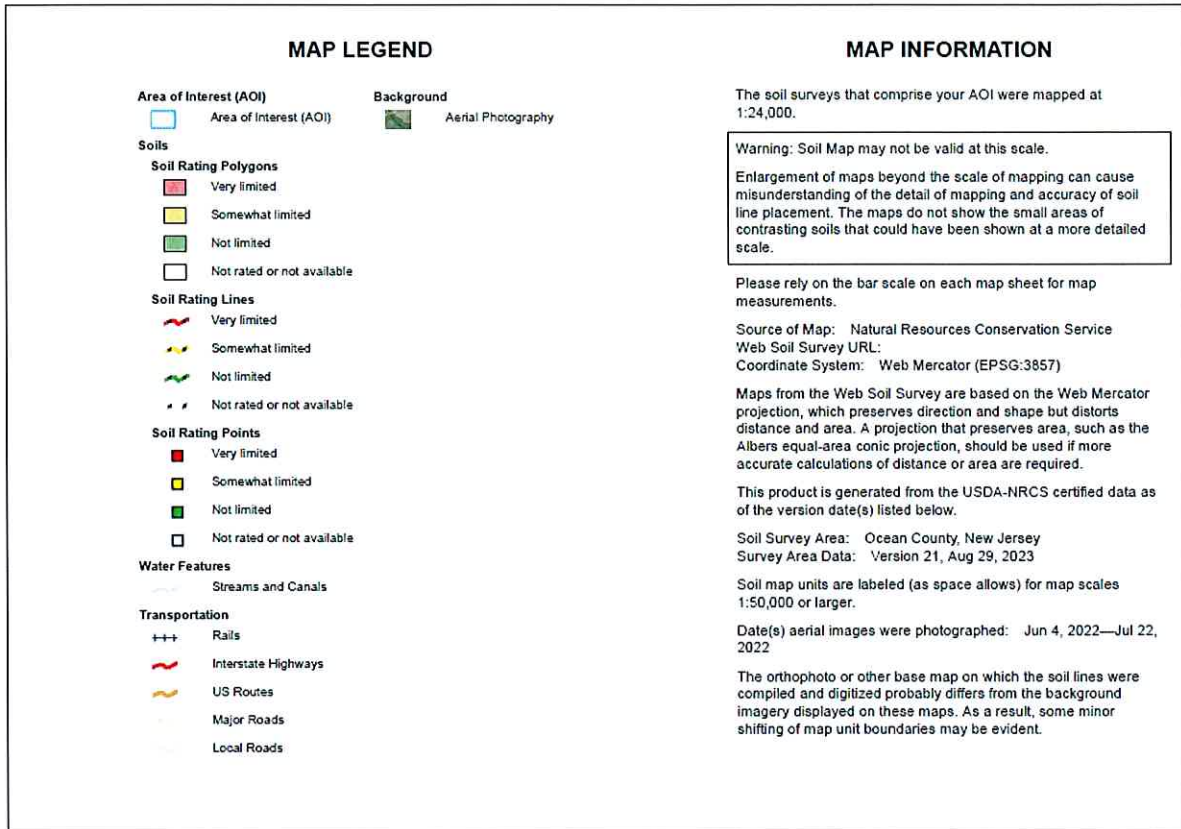 MAP LEGEND
Area of Interest (AOI)
Area of Interest (AOI)
Soils
Soil Rating Polygons
Very limited
Somewhat limited
Not limited
Not rated or not available
Soil Rating Lines
Very limited
Somewhat limited
Not limited
Not rated or not available
Soil Rating Points
Very limited
Somewhat limited
Not limited
Not rated or not available
Water Features
Streams and Canals
Transportation
Rails
Interstate Highways
US Routes
Major Roads
Local Roads
Background
Aerial Photography
MAP INFORMATION
The soil surveys that comprise your AOI were mapped at
1:24,000.
Warning: Soil Map may not be valid at this scale.
Enlargement of maps beyond the scale of mapping can cause
misunderstanding of the detail of mapping and accuracy of soil
line placement. The maps do not show the small areas of
contrasting soils that could have been shown at a more detailed
scale.
Please rely on the bar scale on each map sheet for map
measurements.
Source of Map: Natural Resources Conservation Service
Web Soil Survey URL:
Coordinate System: Web Mercator (EPSG:3857)
Maps from the Web Soil Survey are based on the Web Mercator
projection, which preserves direction and shape but distorts
distance and area. A projection that preserves area, such as the
Albers equal-area conic projection, should be used if more
accurate calculations of distance or area are required.
This product is generated from the USDA-NRCS certified data as
of the version date(s) listed below.
Soil Survey Area: Ocean County, New Jersey
Survey Area Data: Version 21, Aug 29, 2023
Soil map units are labeled (as space allows) for map scales
1:50,000 or larger.
Date(s) aerial images were photographed: Jun 4, 2022—Jul 22,
2022
The orthophoto or other base map on which the soil lines were
compiled and digitized probably differs from the background
imagery displayed on these maps. As a result, some minor
shifting of map unit boundaries may be evident.